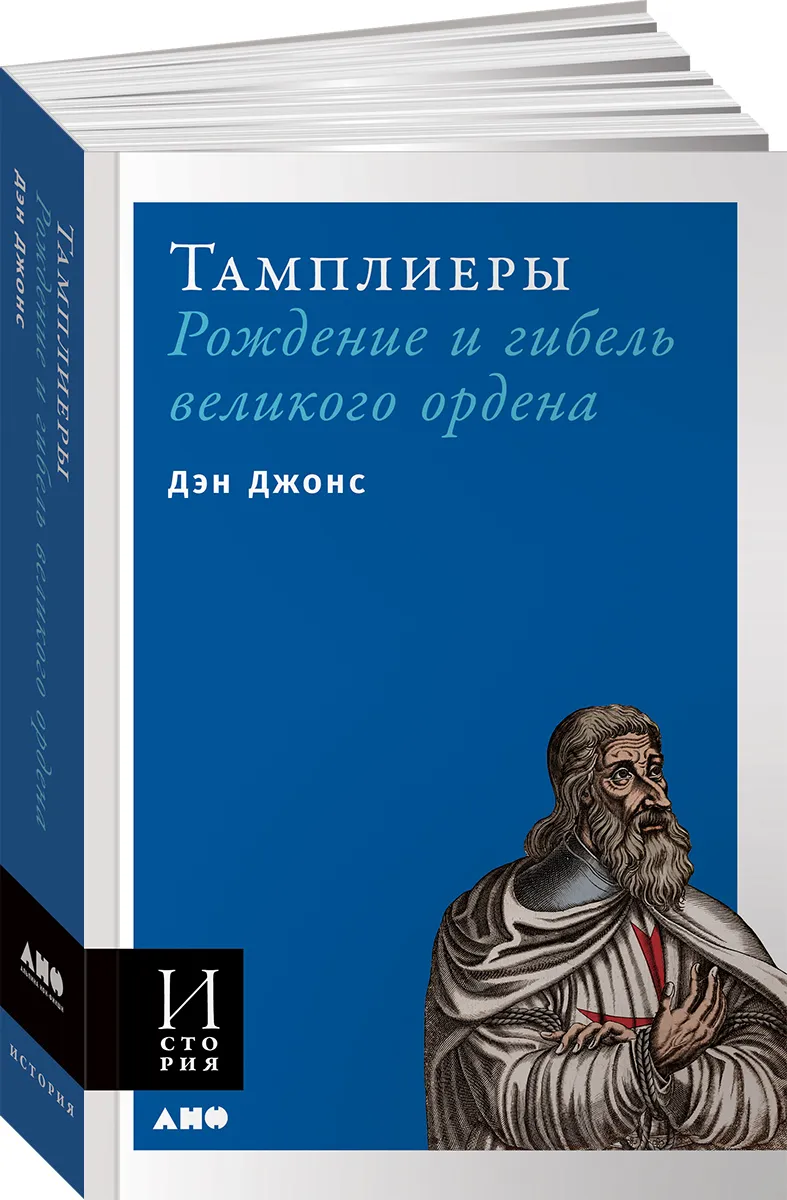 Тамплиеры
Рождение и гибель
великого ордена
Дэн Джонс
И
СТО
РИЯ
АНФ
Тамплиеры
Рождение и гибель великого ордена
Дэн Джонс
АНФ
ИСТОРИЯ